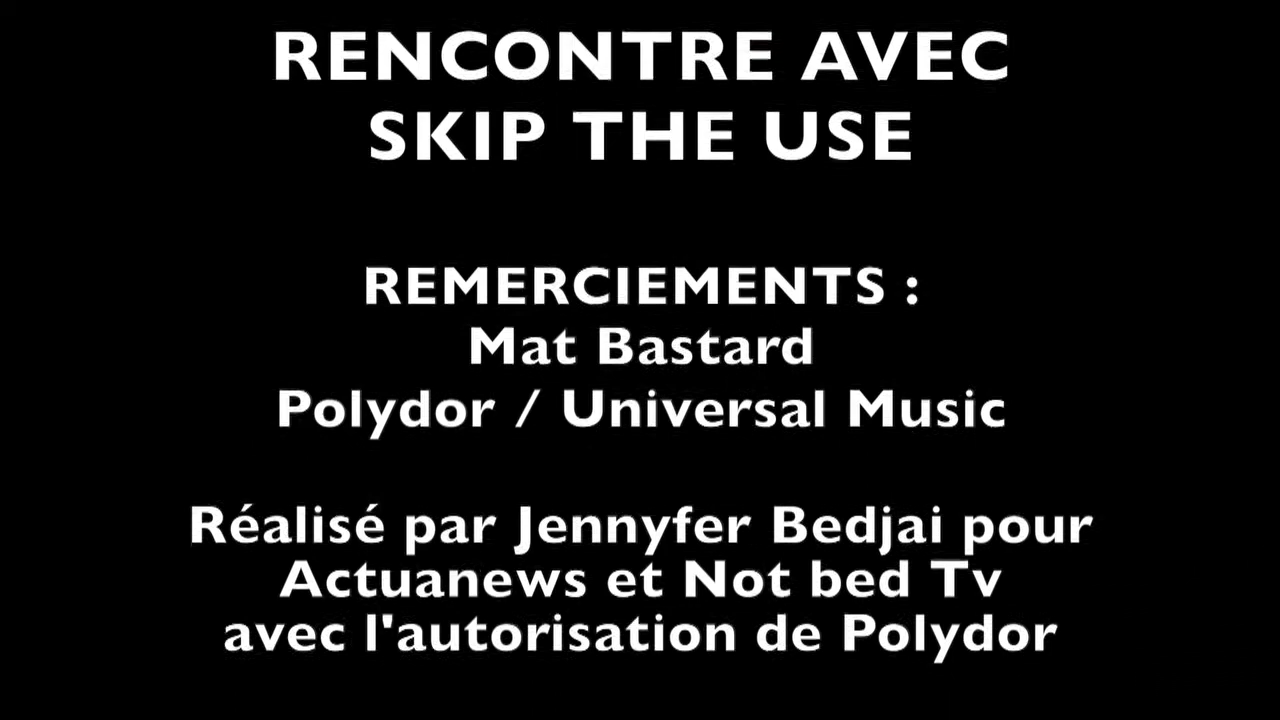 RENCONTRE AVEC
SKIP THE USE
REMERCIEMENTS :
Mat Bastard
Polydor / Universal Music
Réalisé par Jennyfer Bedjai pour
Actuanews et Not bed Tv
avec l'autorisation de Polydor